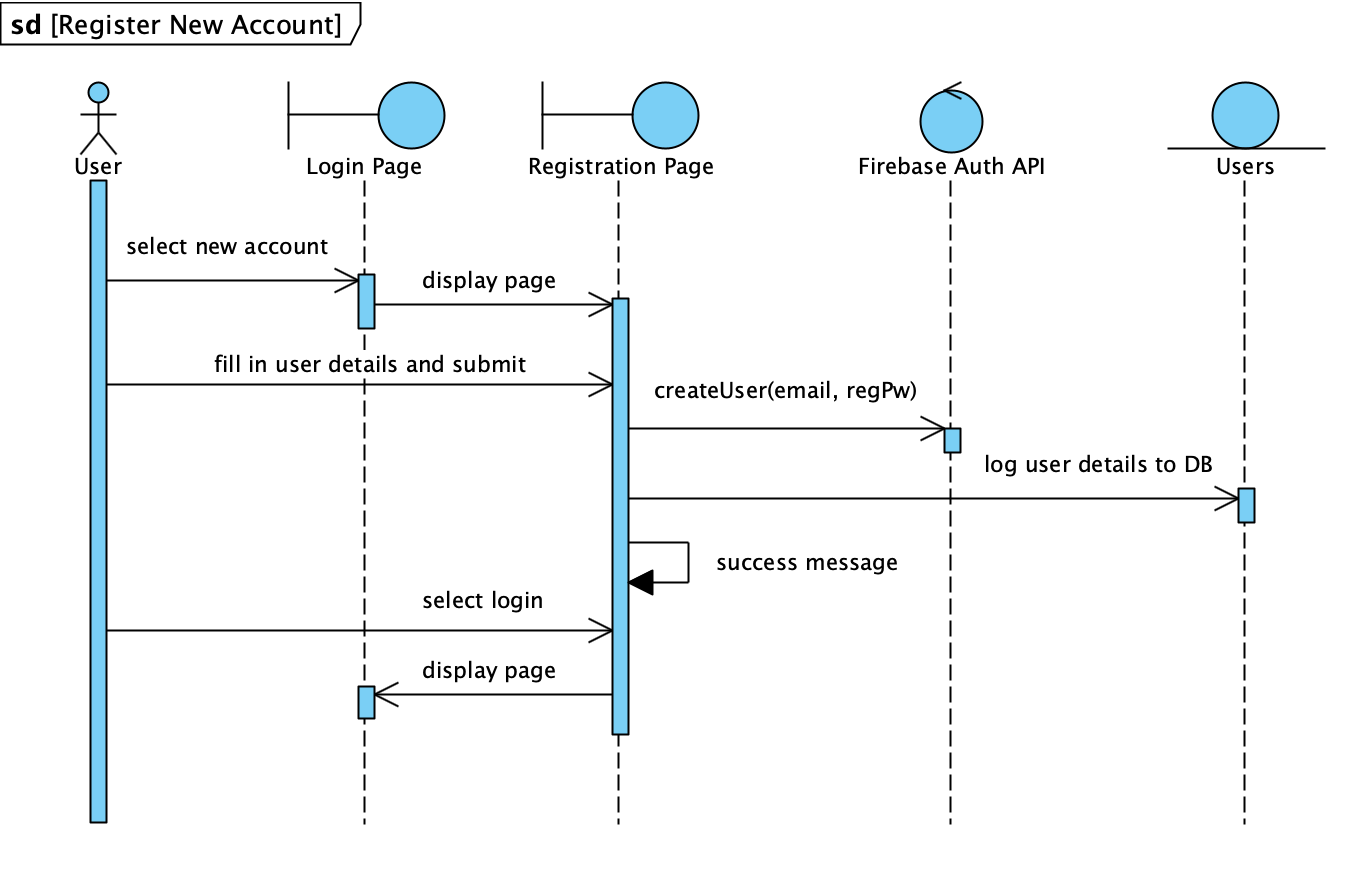 sd [Register New Account]
User
Login Page
Registration Page
Firebase Auth API
Users
select new account
display page
fill in user details and submit
createUser(email, regPw)
log user details to DB
success message
select login
display page